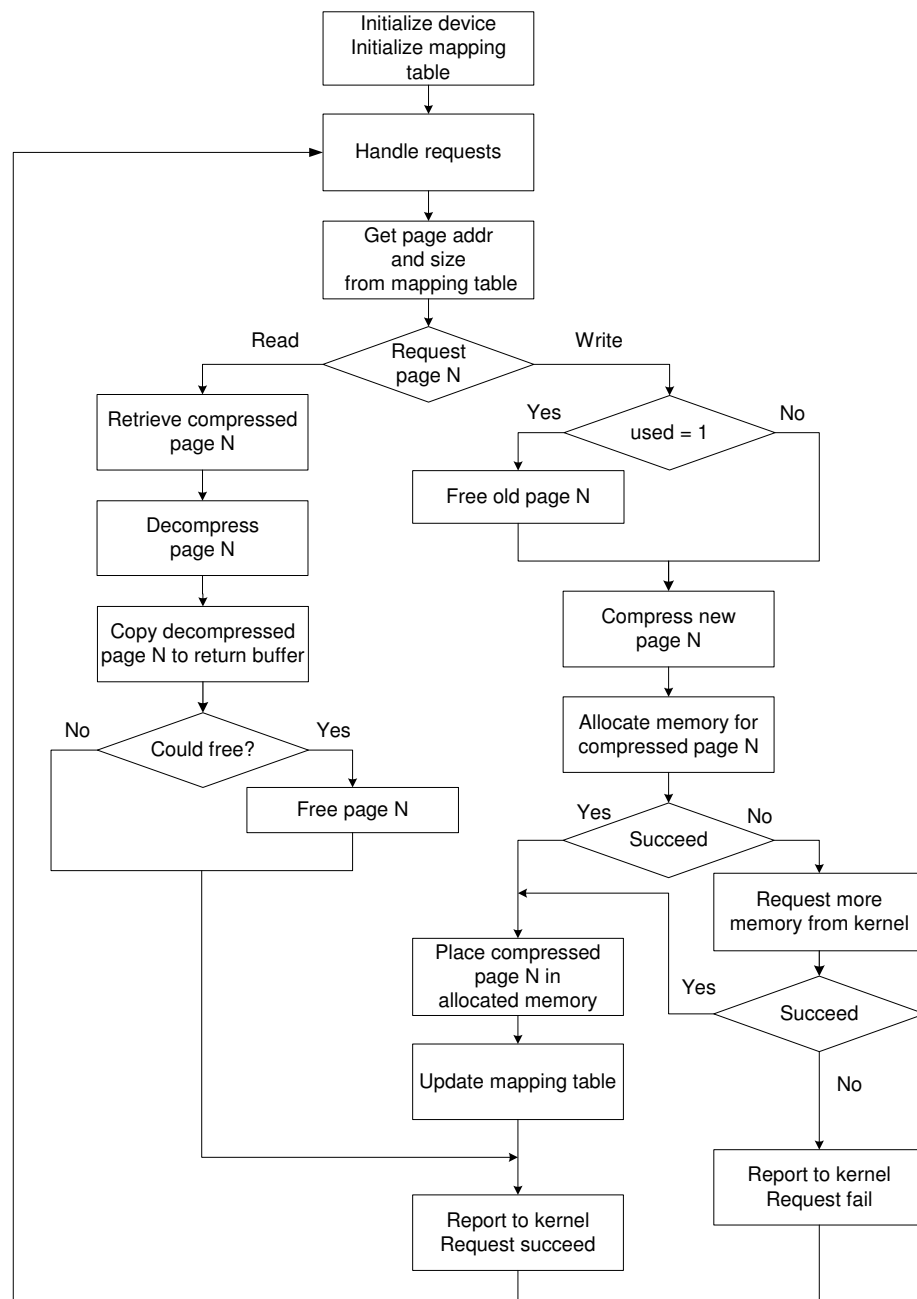 Initialize device
Initialize mapping
table
Handle requests
Get page addr
and size
from mapping table
Read
Request
page N
Write
Retrieve compressed
page N
Yes
used = 1
No
Free old page N
Decompress
page N
Compress new
page N
Copy decompressed
page N to return buffer
Allocate memory for
compressed page N
No
Could free?
Yes
Free page N
Yes
Succeed
No
Request more
memory from kernel
Place compressed
page N in
allocated memory
Yes
Succeed
Update mapping table
No
Report to kernel
Request fail
Report to kernel
Request succeed